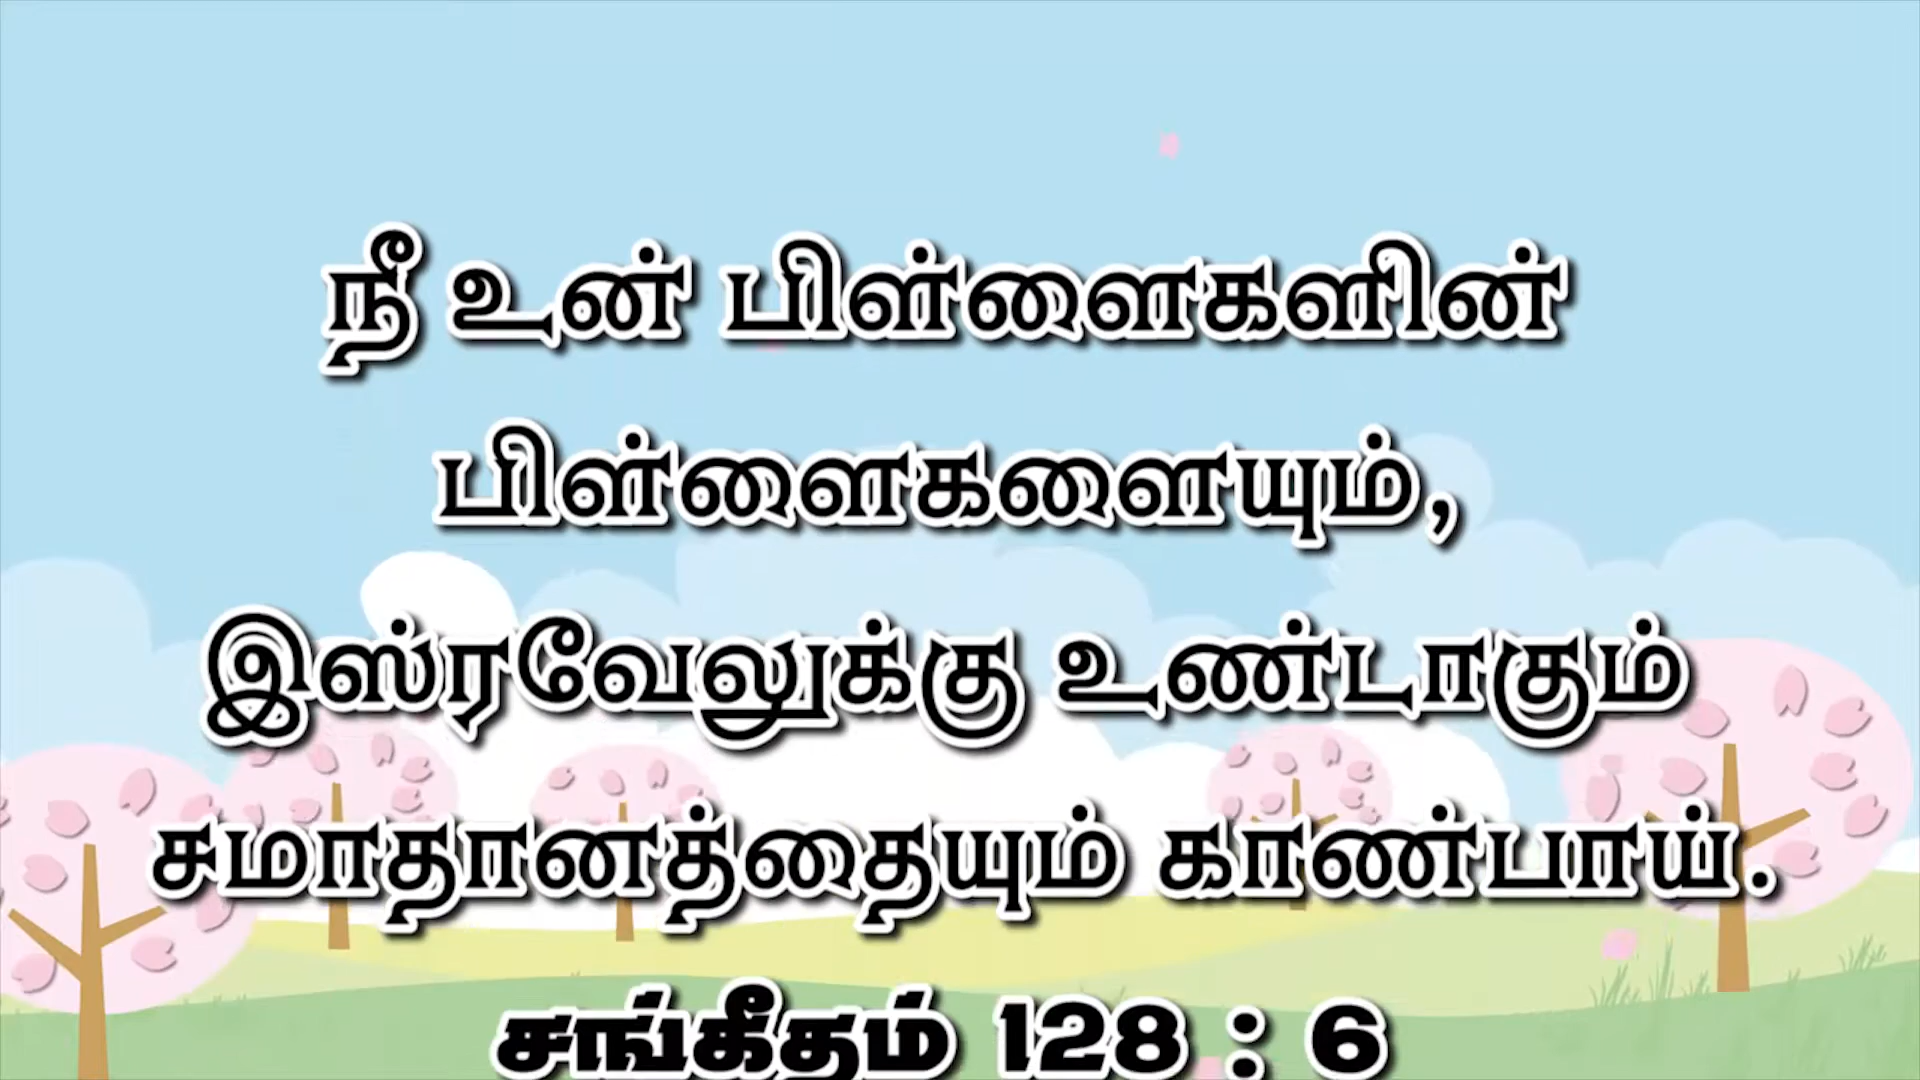 நீ உன் பிள்ளைகளின்
பிள்ளைகளையும்,
இஸ்ரவேலுக்கு உண்டாகும்
சமாதானத்தையும் காண்பாய்.
சங்கீதம் 128 : 6